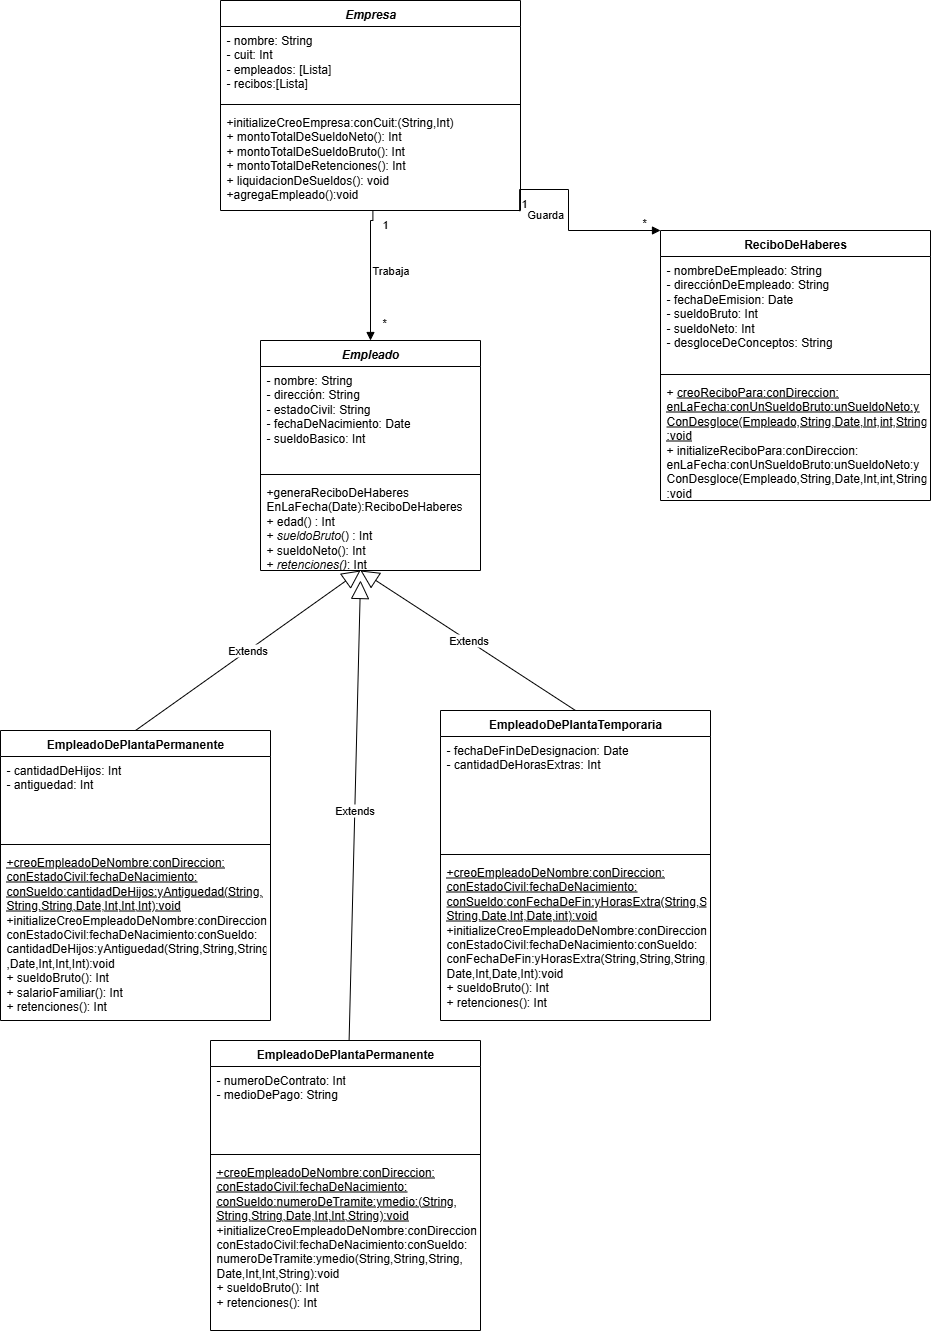 Empresa
- nombre: String
- cuit: Int
- empleados: [Lista]
- recibos:[Lista]
+initializeCreoEmpresa:conCuit:(String,Int)
+ montoTotalDeSueldoNeto(): Int
+ montoTotalDeSueldoBruto(): Int
+ montoTotalDeRetenciones(): Int
+ liquidacionDeSueldos(): void
+agregaEmpleado():void
1
Guarda
*
1
Trabaja
*
ReciboDeHaberes
- nombreDeEmpleado: String
- direcciónDeEmpleado: String
- fechaDeEmision: Date
- sueldoBruto: Int
- sueldoNeto: Int
- desgloceDeConceptos: String
+ creoReciboPara:conDireccion:
enLaFecha:conUnSueldoBruto:unSueldoNeto:y
ConDesgloce(Empleado,String,Date,Int,int,String
:void
+ initializeReciboPara:conDireccion:
enLaFecha:conUnSueldoBruto:unSueldoNeto:y
ConDesgloce(Empleado,String,Date,Int,int,String
:void
Empleado
- nombre: String
- dirección: String
- estadoCivil: String
- fechaDeNacimiento: Date
- sueldoBasico: Int
+generaReciboDeHaberes
EnLaFecha(Date):ReciboDeHaberes
+ edad() : Int
+ sueldoBruto() : Int
+ sueldoNeto(): Int
+ retenciones(): Int
Extends
Extends
Extends
EmpleadoDePlantaPermanente
- cantidadDeHijos: Int
- antiguedad: Int
+creoEmpleadoDeNombre:conDireccion:
conEstadoCivil:fechaDeNacimiento:
conSueldo:cantidadDeHijos:yAntiguedad(String,
String,String,Date,Int,Int,Int):void
+initializeCreoEmpleadoDeNombre:conDireccion
conEstadoCivil:fechaDeNacimiento:conSueldo:
cantidadDeHijos:yAntiguedad(String,String,String
,Date,Int,Int,Int):void
+ sueldoBruto(): Int
+ salarioFamiliar(): Int
+ retenciones(): Int
EmpleadoDePlantaTemporaria
- fechaDeFinDeDesignacion: Date
- cantidadDeHorasExtras: Int
+creoEmpleadoDeNombre:conDireccion:
conEstadoCivil:fechaDeNacimiento:
conSueldo:conFechaDeFin:yHorasExtra(String,S
String,Date,Int,Date,int):void
+initializeCreoEmpleadoDeNombre:conDireccion
conEstadoCivil:fechaDeNacimiento:conSueldo:
conFechaDeFin:yHorasExtra(String,String,String,
Date,Int,Date,Int):void
+ sueldoBruto(): Int
+ retenciones(): Int
EmpleadoDePlantaPermanente
- numeroDeContrato: Int
- medioDePago: String
+creoEmpleadoDeNombre:conDireccion:
conEstadoCivil:fechaDeNacimiento:
conSueldo:numeroDeTramite:ymedio:(String,
String,String,Date,Int,Int,String):void
+initializeCreoEmpleadoDeNombre:conDireccion
conEstadoCivil:fechaDeNacimiento:conSueldo:
numeroDeTramite:ymedio(String,String,String,
Date,Int,Int,String):void
+ sueldoBruto(): Int
+ retenciones(): Int